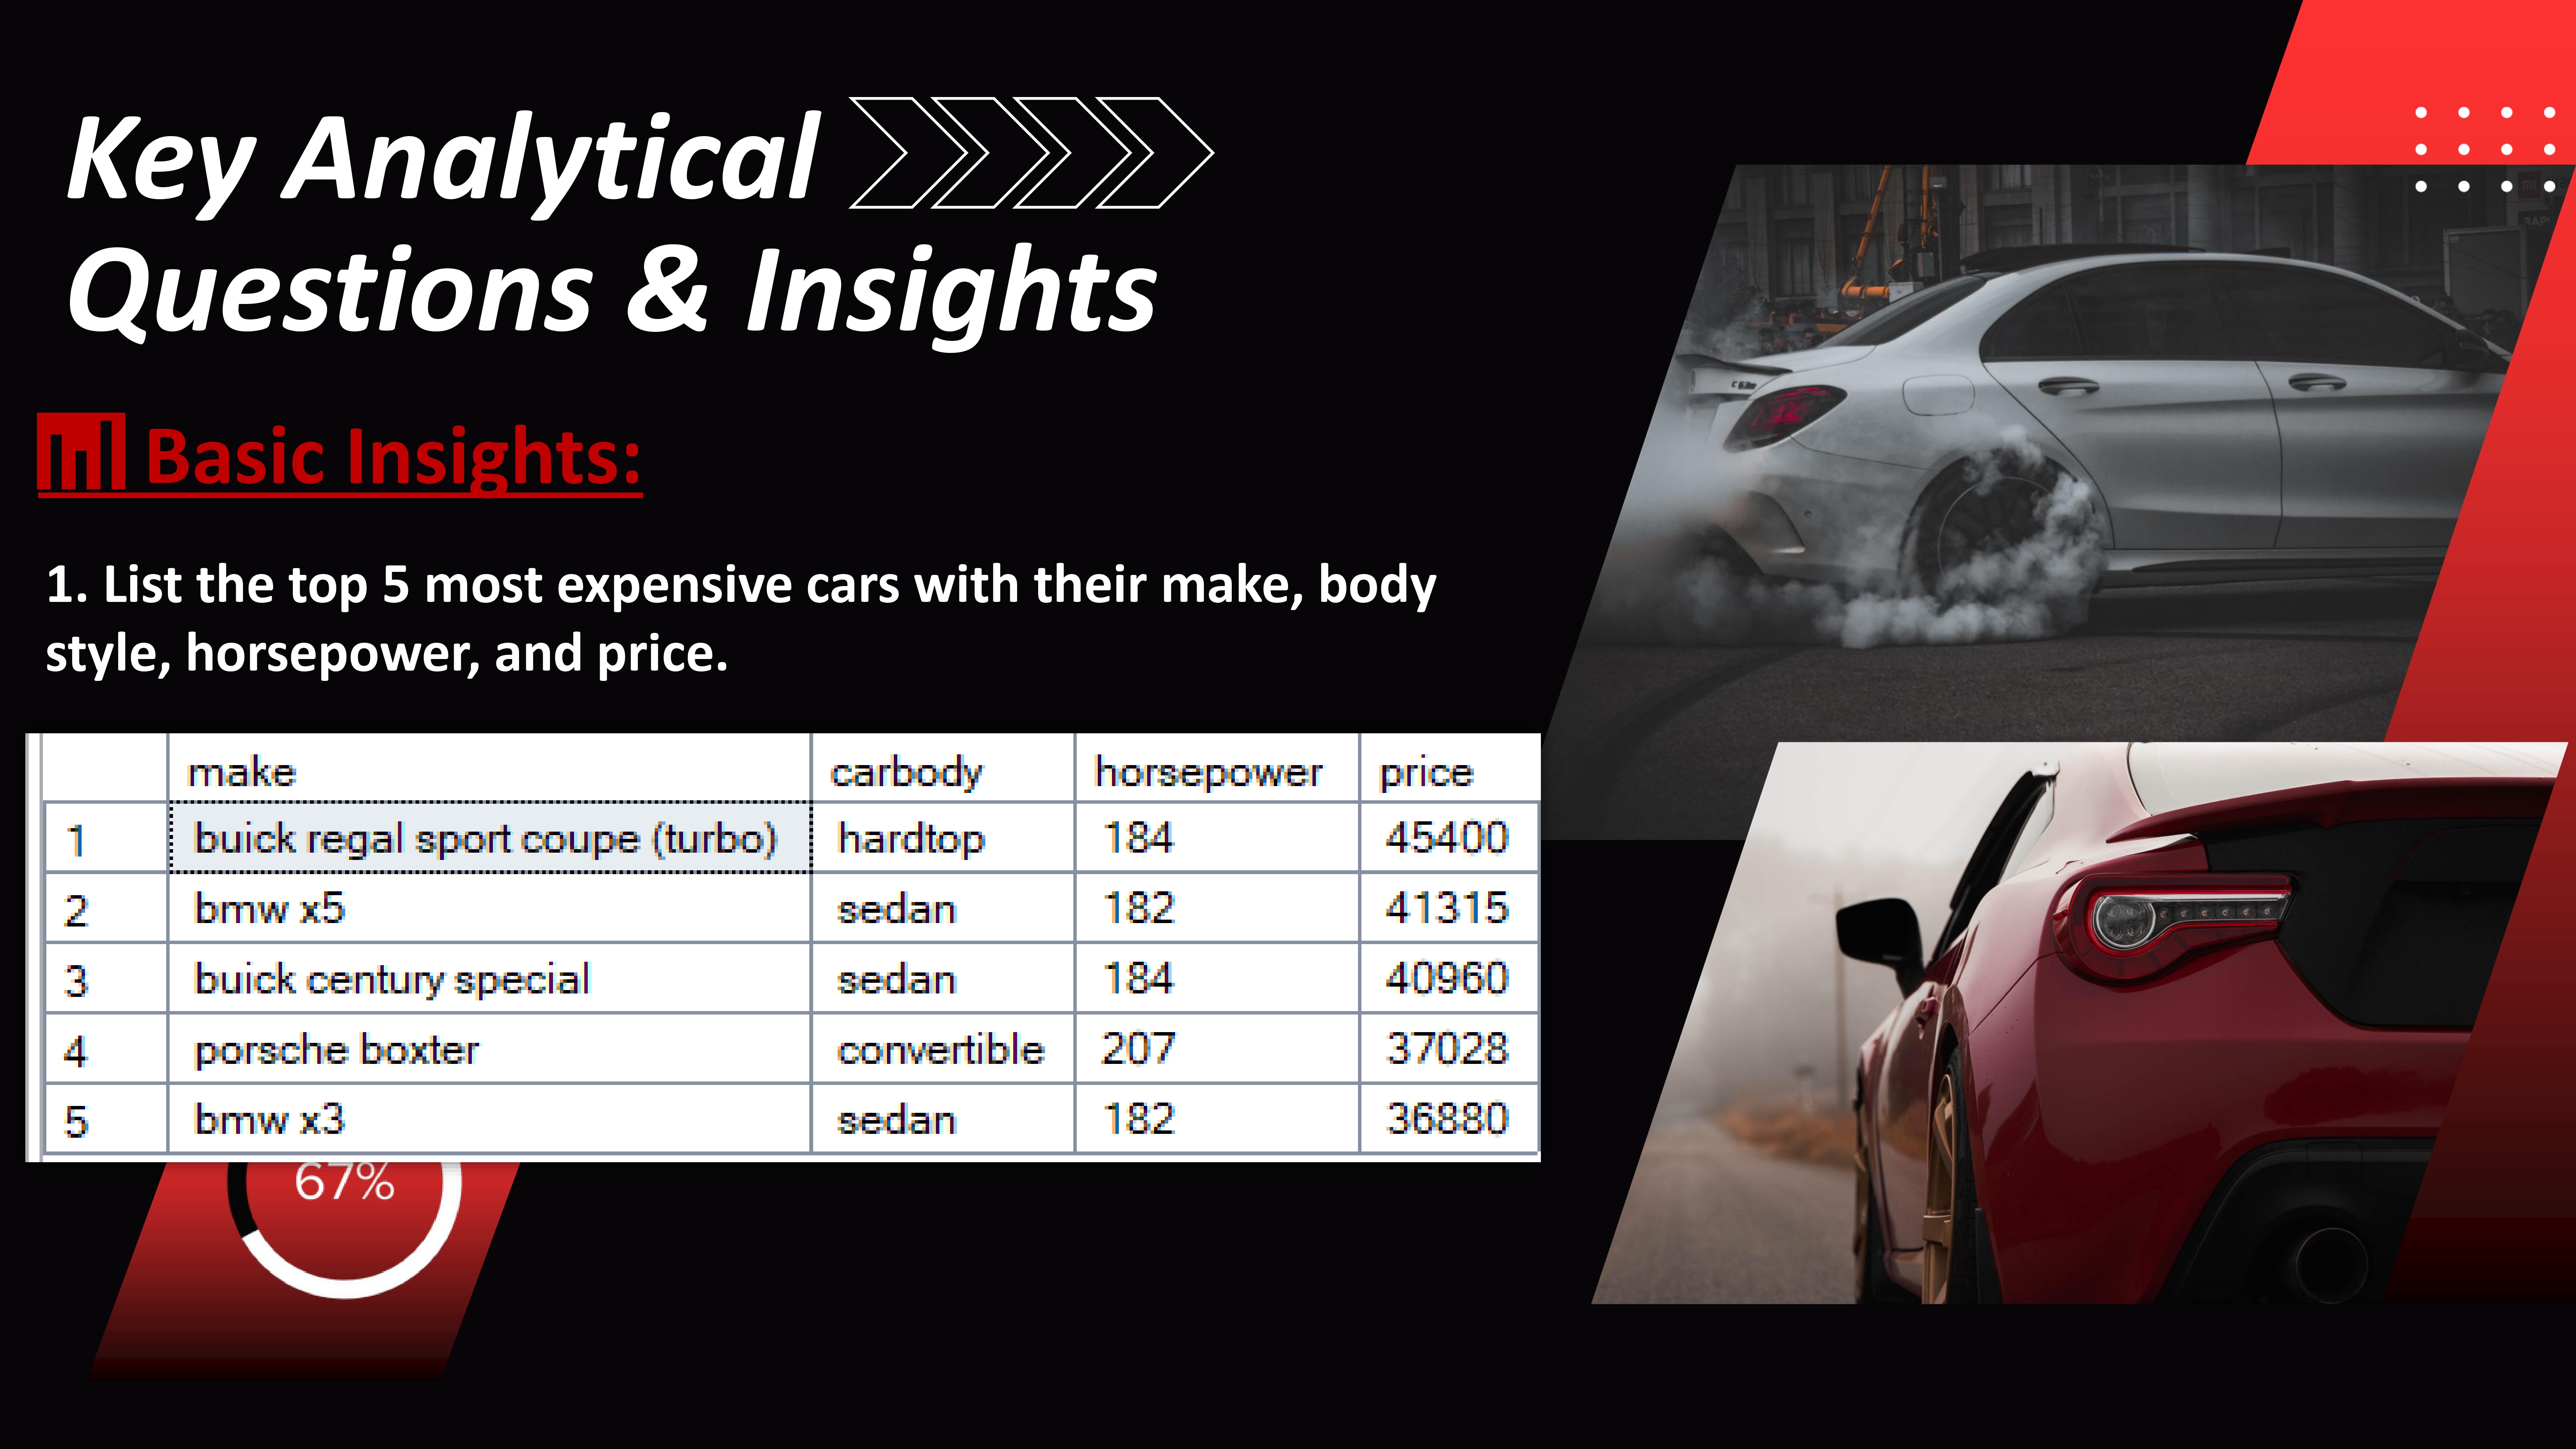 Key Analytical
Questions & Insights
Basic Insights:
1. List the top 5 most expensive cars with their make, body
style, horsepower, and price.
make carbody horsepower price
1 buick regal sport coupe (turbo) hardtop 184 45400
2 bmw x5 sedan 182 41315
3 buick century special sedan 184 40960
4 porsche boxter convertible 207 37028
5 bmw x3 sedan 182 36880
67%